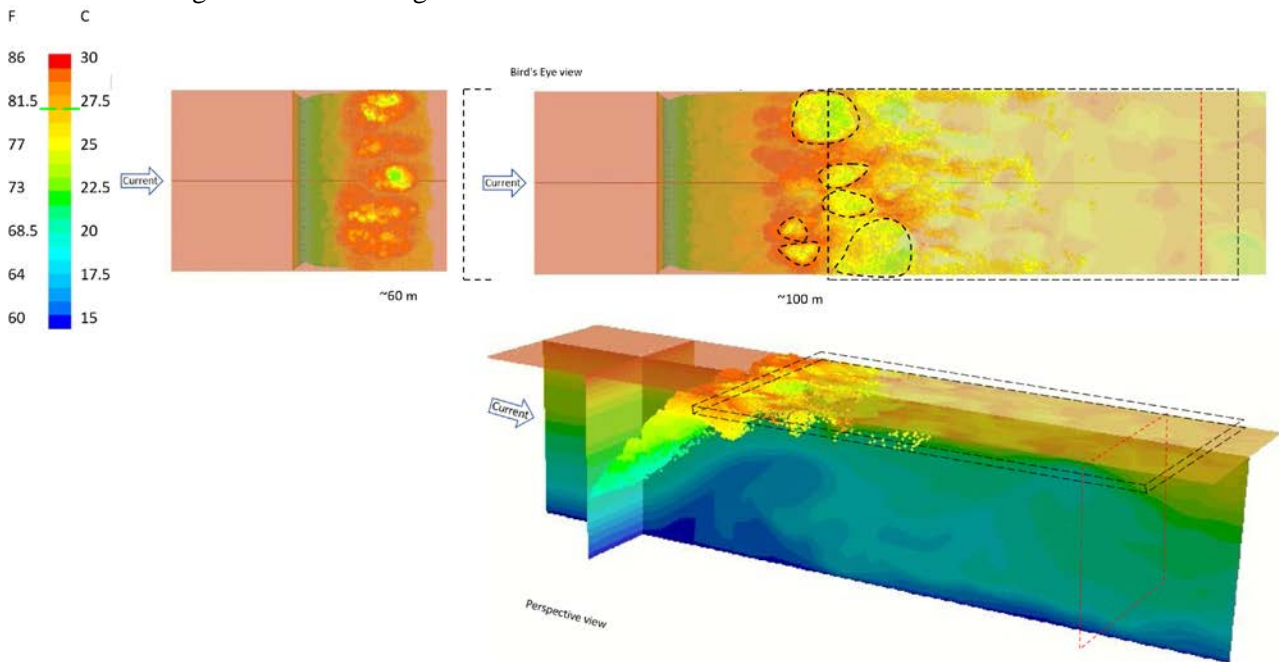 F C
86 30
81.5 27.5
77 25
73 22.5
68.5 20
64 17.5
60 15
Bird's Eye view
Current
Current
~60 m
~100 m
Current
Perspective view